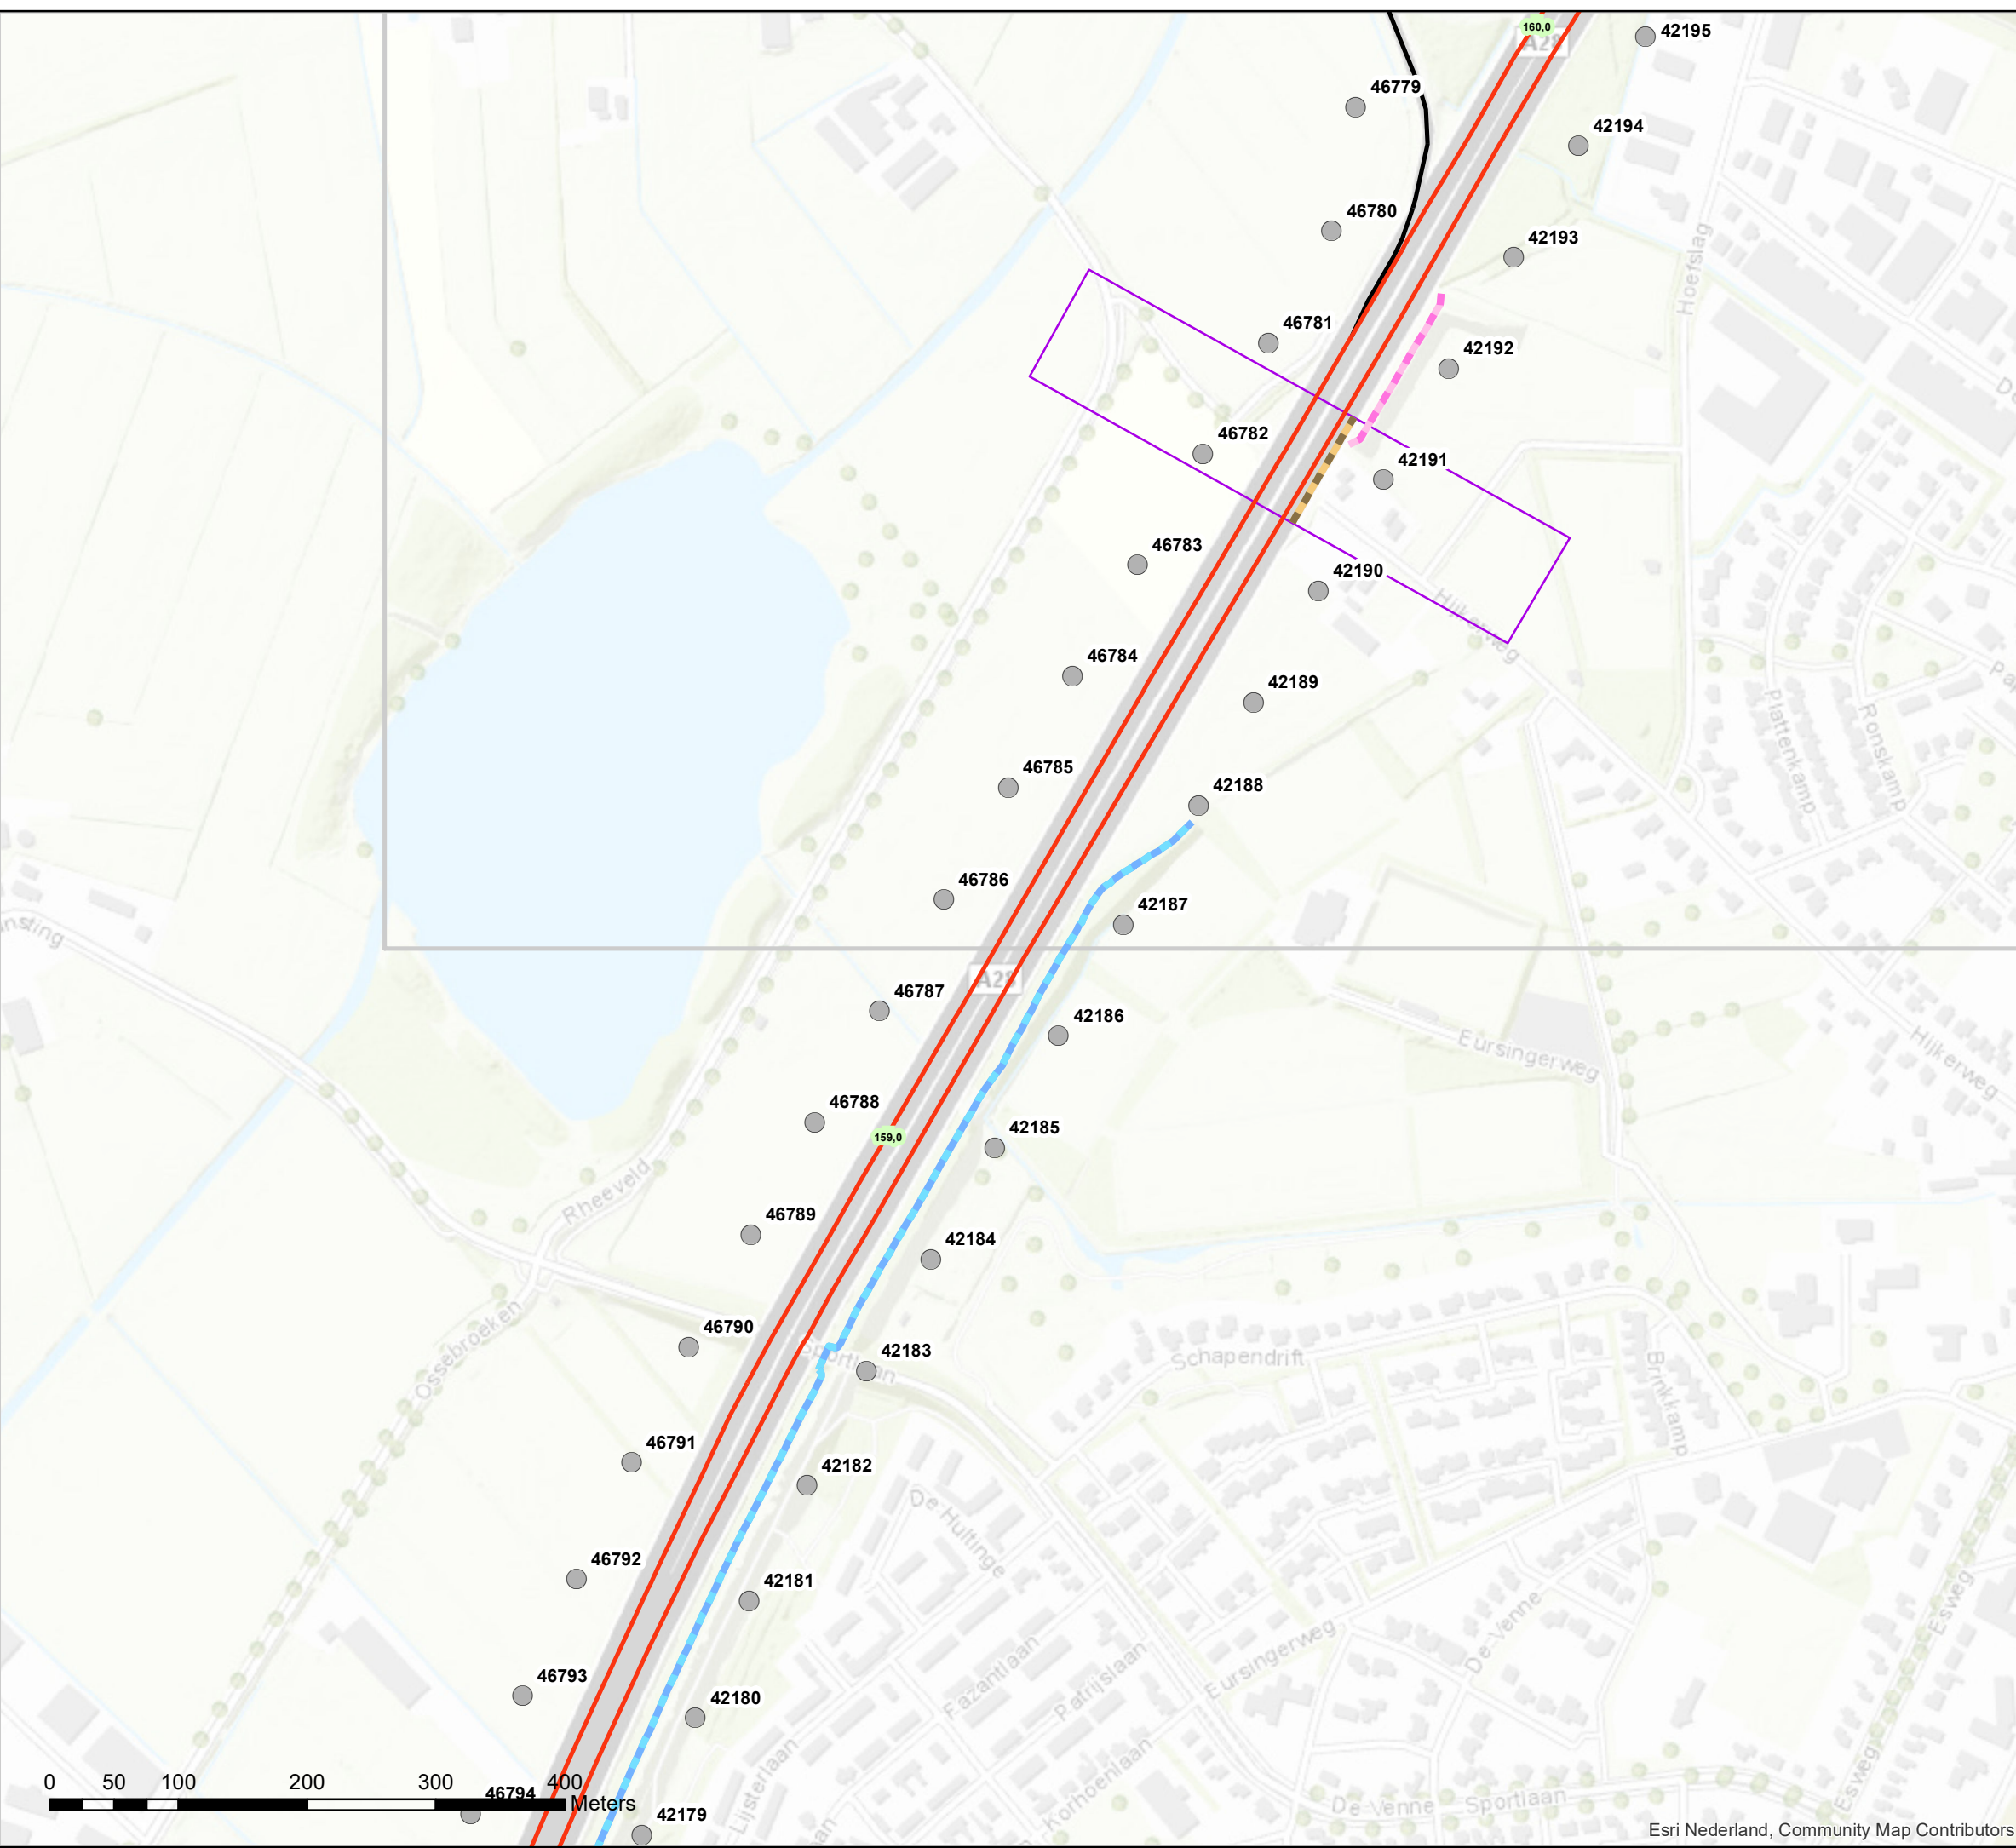 160,0
A28
42195
46779
42194
46780
42193
Hoefslag
46781
42192
46782
42191
46783
42190
Hijkerweg
46784
42189
Plattenkamp
Ronskamp
46785
42188
46786
42187
A28
46787
42186
Eursingerweg
Hijkerweg
46788
159,0
42185
Rheeveld
46789
42184
46790
Ossebroeken
Sportlaan
42183
Schapendrift
Brinkkamp
46791
42182
De Hultinge
46792
42181
De Venne
Esweg
46793
42180
Fazantlaan
Patrijslaan
Eursingerweg
Korhoenlaan
Lijsterlaan
Esweg
0 50 100 200 300 400
46794
Meters
42179
De Venne
Sportlaan
Esri Nederland, Community Map Contributors